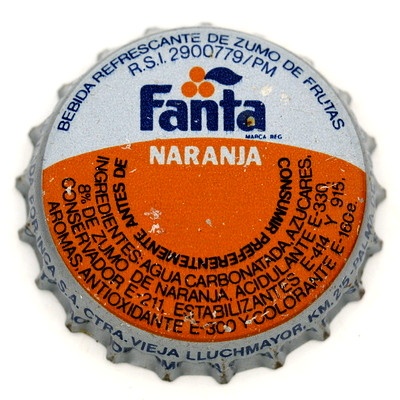 BEBIDA REFRESCANTE DE ZUMO DE FRUTAS
R.S.I. 2900779/PM
Fanta
MARCA REG
NARANJA
CONSUMIR PREFERENTEMENTE ANTES DE
INGREDIENTES: AGUA CARBONATADA, AZUCARES,
8% DE ZUMO DE NARANJA, ACIDULANTE E-330,
CONSERVADOR E-211, ESTABILIZANTES E-414 Y 915,
AROMAS, ANTIOXIDANTE E-300 Y COLORANTE E-160a.
CTRA. VIEJA LLUCHMAYOR, KM. 2'5 - PALMA